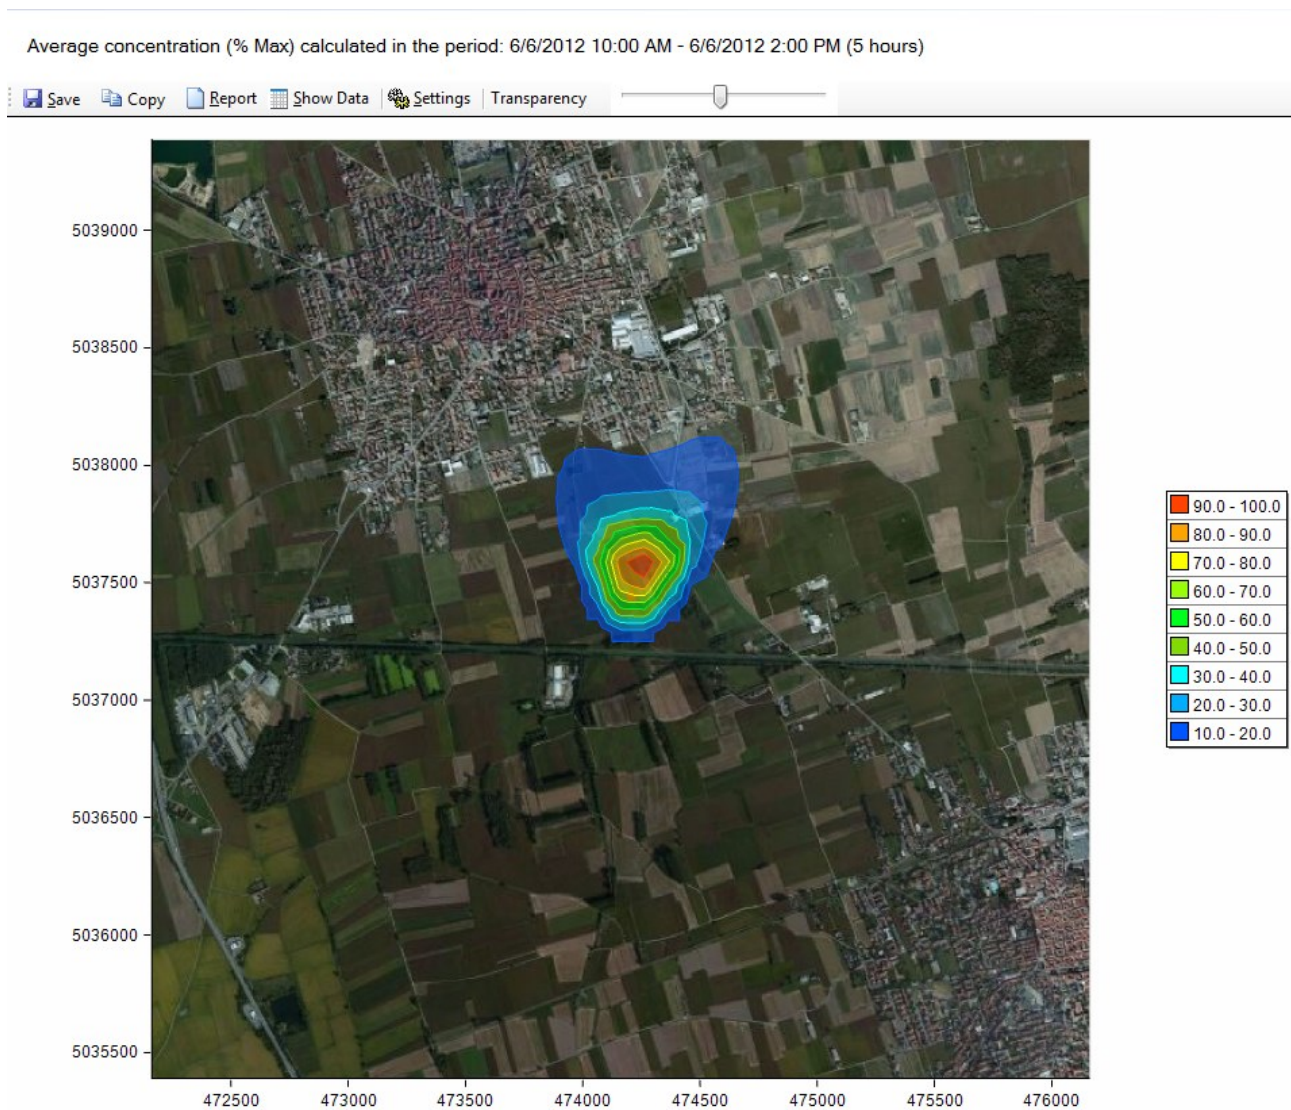 Average concentration (% Max) calculated in the period: 6/6/2012 10:00 AM - 6/6/2012 2:00 PM (5 hours)
Save Copy Report Show Data Settings Transparency
5039000
5038500
5038000
5037500
5037000
5036500
5036000
5035500
472500 473000 473500 474000 474500 475000 475500 476000
90.0 - 100.0
80.0 - 90.0
70.0 - 80.0
60.0 - 70.0
50.0 - 60.0
40.0 - 50.0
30.0 - 40.0
20.0 - 30.0
10.0 - 20.0